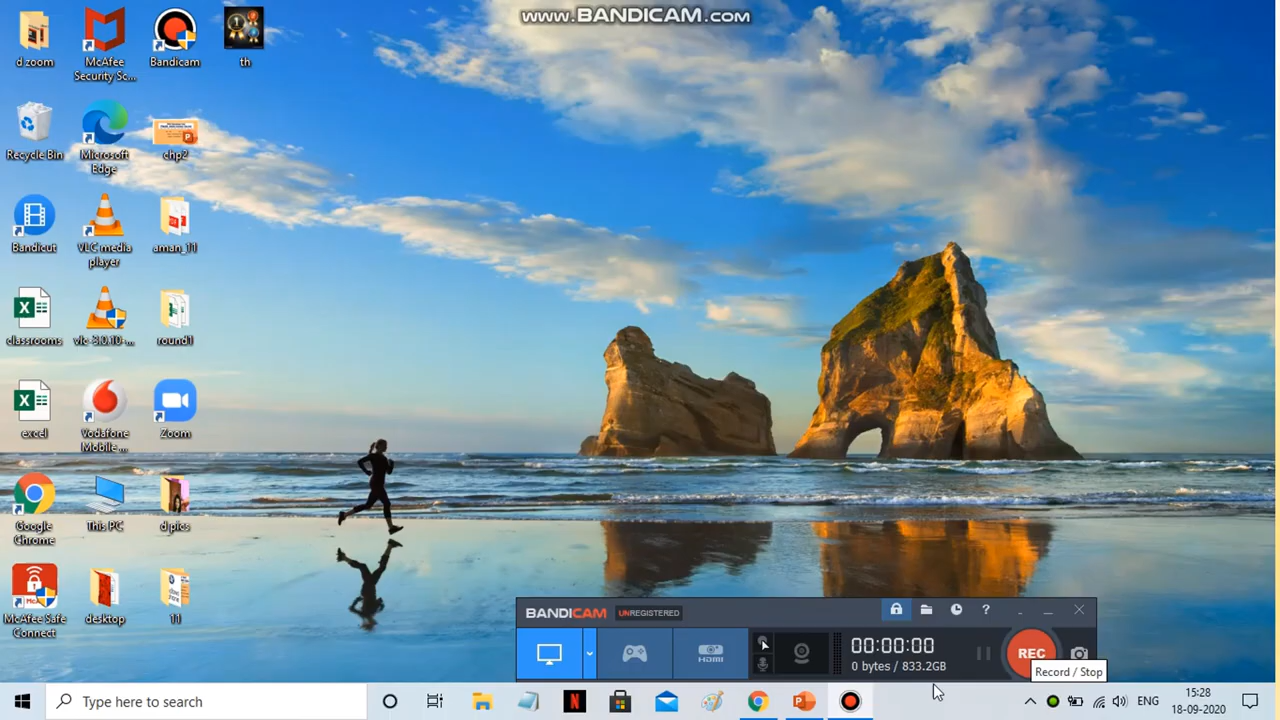 www.BANDICAM.com
d.zoom
McAfee
Security Sc...
Bandicam
th
Recycle Bin
Microsoft
Edge
chp2
Bandicut
VLC media
player
aman_11
classrooms
vlc-3.0.10-...
round1
excel
Vodafone
Mobile ...
Zoom
Google
Chrome
This PC
d pics
McAfee Safe
Connect
desktop
11
BANDICAM UNREGISTERED
HDMI
00:00:00
0 bytes / 833.2GB
REC
Record / Stop
Type here to search
ENG
15:28
18-09-2020